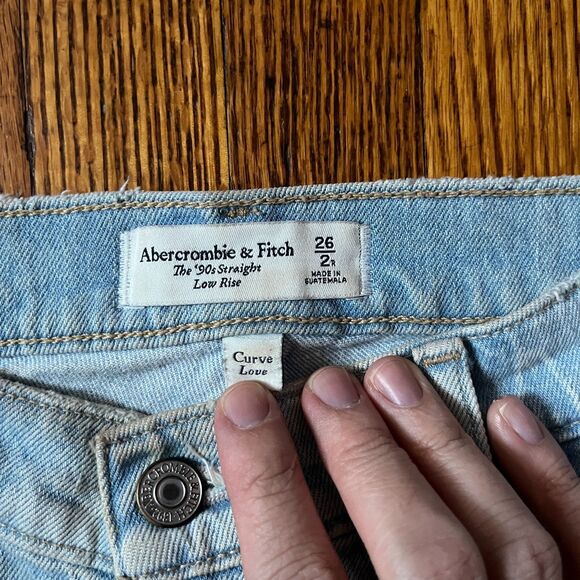 Abercrombie & Fitch
The '90s Straight
Low Rise
26
2R
MADE IN
GUATEMALA
Curve
Love